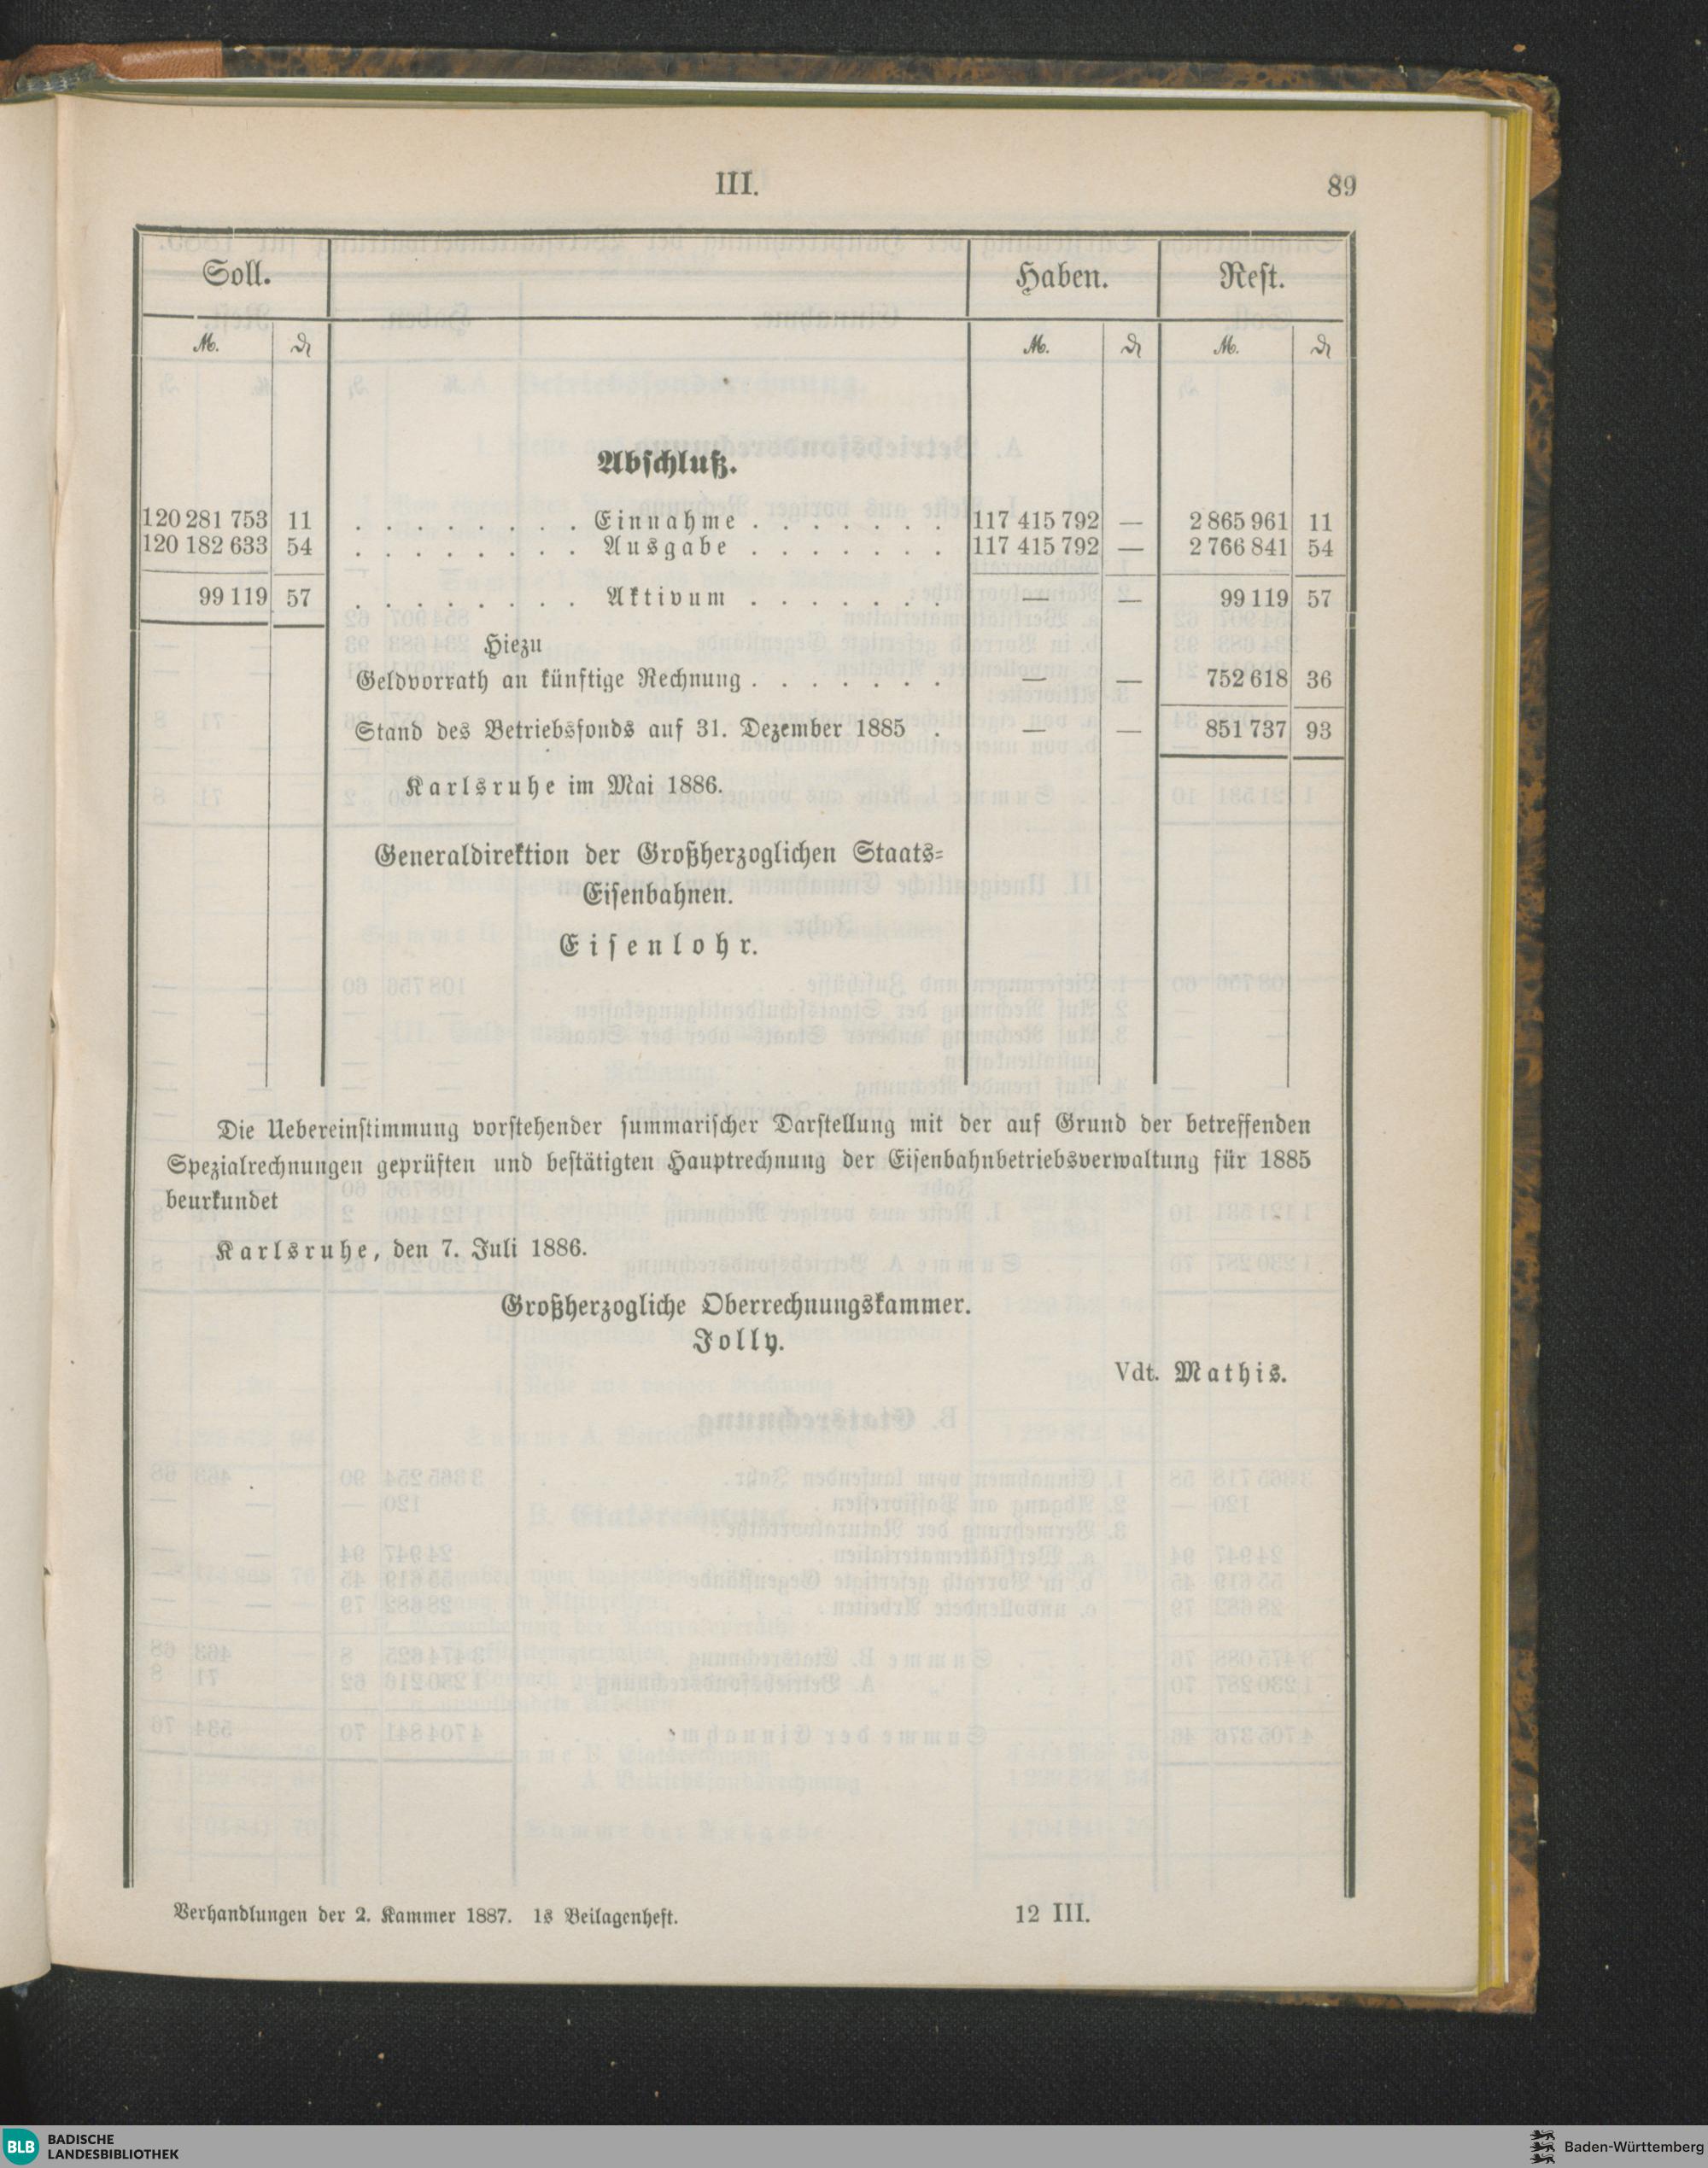 III. 89
Soll. Haben. Rest.
M. ₰ M. ₰ M. ₰
Abschluß.
120 281 753 11 . . . . . . . . Einnahme . . . . . . . 117 415 792 — 2 865 961 11
120 182 633 54 . . . . . . . . Ausgabe . . . . . . . 117 415 792 — 2 766 841 54
99 119 57 . . . . . . . . . Aktivum . . . . . . . — — 99 119 57
Hiezu
Geldvorrath an künftige Rechnung . . . . . . . — — 752 618 36
Stand des Betriebsfonds auf 31. Dezember 1885 . — — 851 737 93
Karlsruhe im Mai 1886.
Generaldirektion der Großherzoglichen Staats-
Eisenbahnen.
Eisenlohr.
Die Uebereinstimmung vorstehender summarischer Darstellung mit der auf Grund der betreffenden
Spezialrechnungen geprüften und bestätigten Hauptrechnung der Eisenbahnbetriebsverwaltung für 1885
beurkundet
Karlsruhe, den 7. Juli 1886.
Großherzogliche Oberrechnungskammer.
Jolly.
Vdt. Mathis.
Verhandlungen der 2. Kammer 1887. 1s Beilagenheft. 12 III.
BLB BADISCHE
LANDESBIBLIOTHEK
Baden-Württemberg